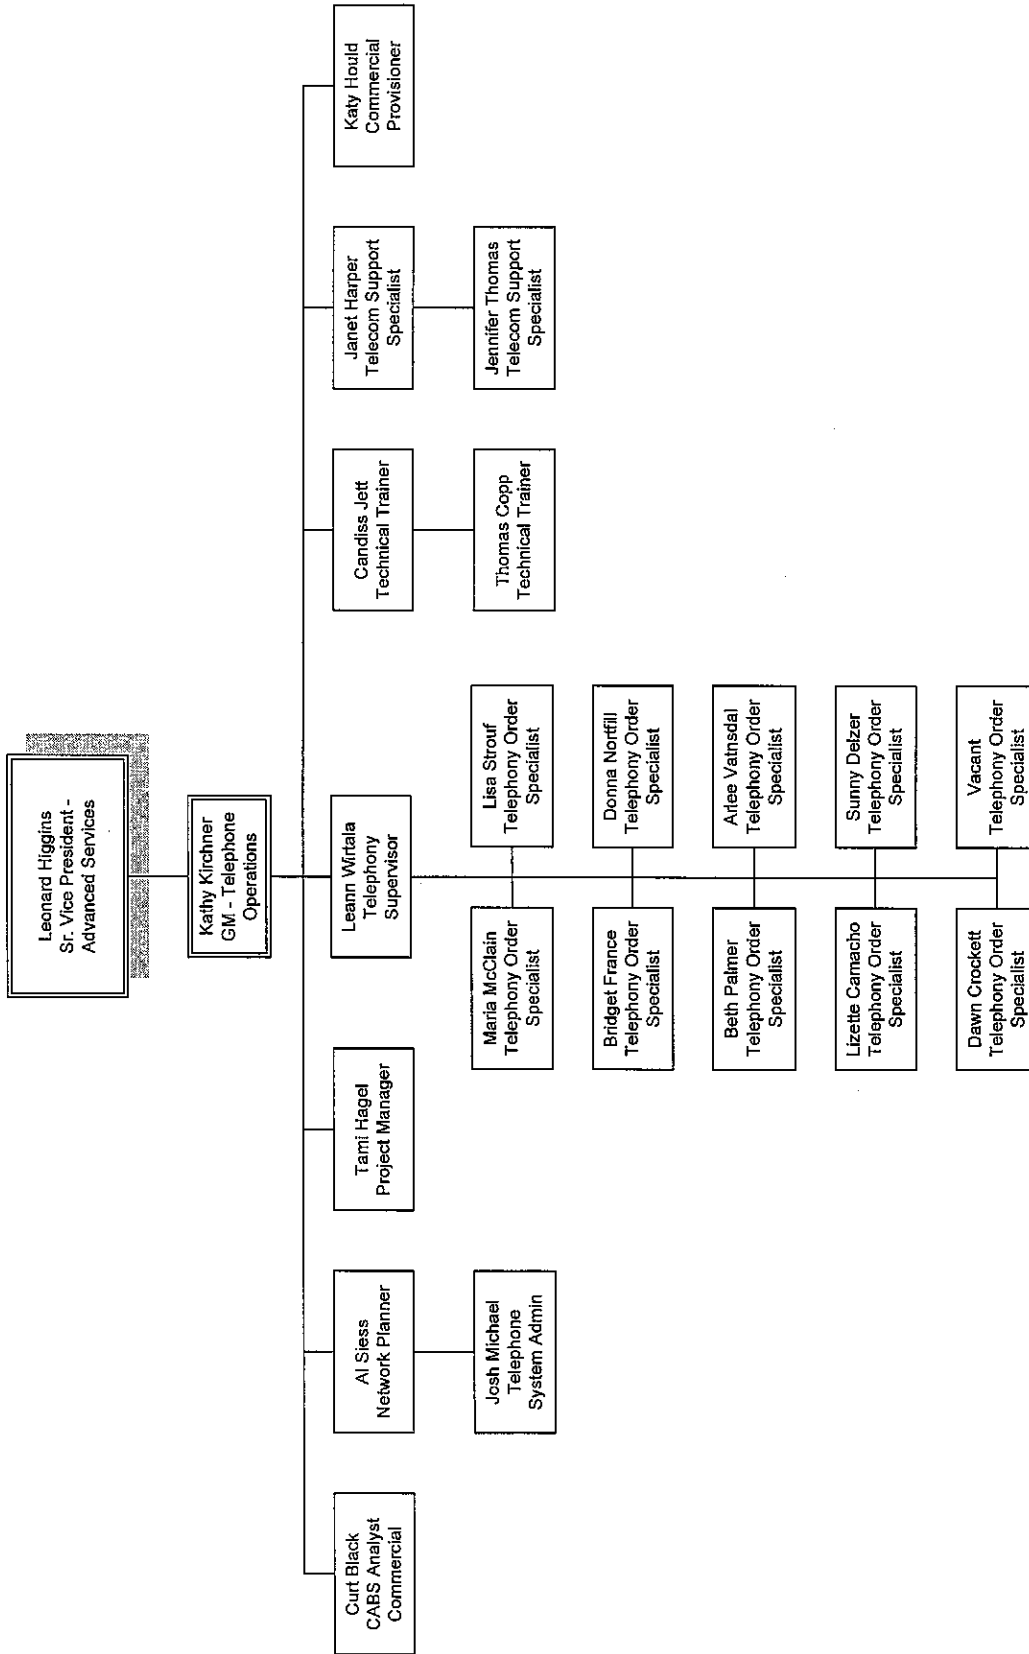 Leonard Higgins
Sr. Vice President -
Advanced Services
Kathy Kirchner
GM - Telephone
Operations
Curt Black
CABS Analyst
Commercial
Al Siess
Network Planner
Tami Hagel
Project Manager
Leann Wirtala
Telephony
Supervisor
Candiss Jett
Technical Trainer
Janet Harper
Telecom Support
Specialist
Katy Hould
Commercial
Provisioner
Josh Michael
Telephone
System Admin
Maria McClain
Telephony Order
Specialist
Lisa Strouf
Telephony Order
Specialist
Thomas Copp
Technical Trainer
Jennifer Thomas
Telecom Support
Specialist
Bridget France
Telephony Order
Specialist
Donna Nortfill
Telephony Order
Specialist
Beth Palmer
Telephony Order
Specialist
Arlee Vatnsdal
Telephony Order
Specialist
Lizette Camacho
Telephony Order
Specialist
Sunny Delzer
Telephony Order
Specialist
Dawn Crockett
Telephony Order
Specialist
Vacant
Telephony Order
Specialist